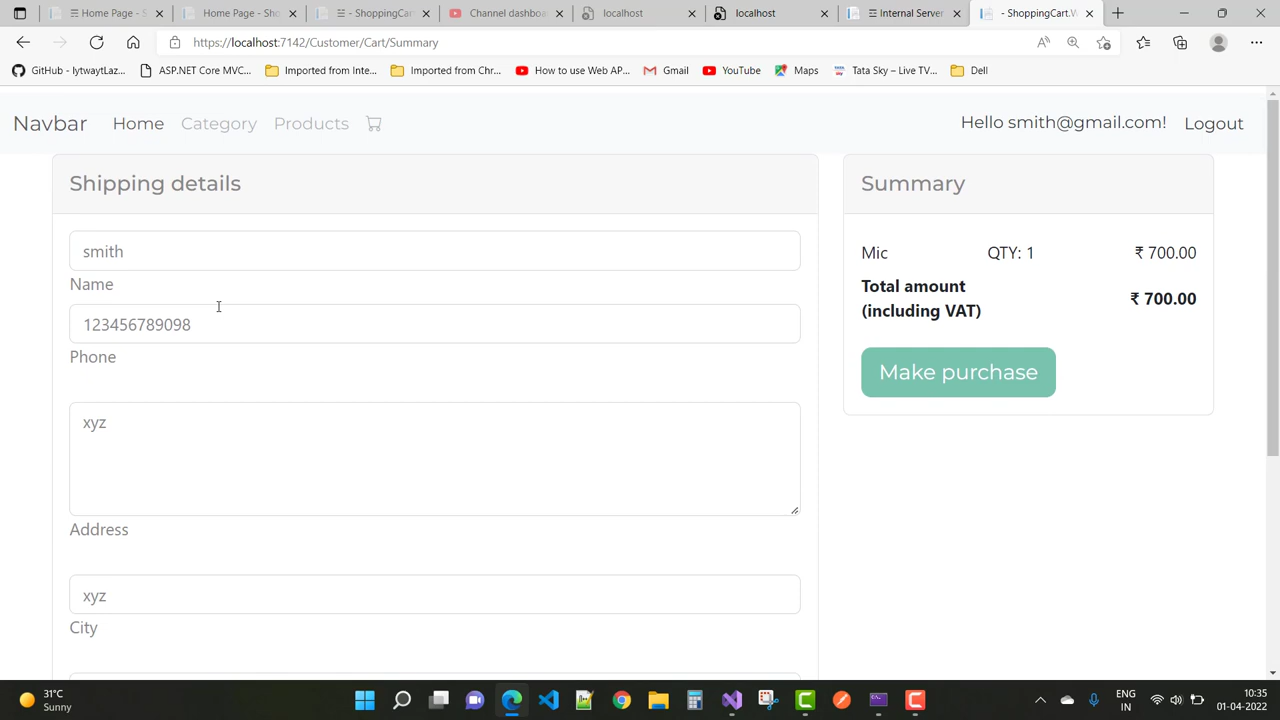 Home Page - S
Home Page - Sho
- ShoppingCar
Channel dashboa
localhost
localhost
Internal Server
- ShoppingCart.W
https://localhost:7142/Customer/Cart/Summary
GitHub - lytwaytLaz...
ASP.NET Core MVC...
Imported from Inte...
Imported from Chr...
How to use Web AP...
Gmail
YouTube
Maps
Tata Sky – Live TV...
Dell
Navbar
Home
Category
Products
Hello smith@gmail.com!
Logout
Shipping details
smith
Name
123456789098
Phone
xyz
Address
xyz
City
Summary
Mic QTY: 1 ₹ 700.00
Total amount
(including VAT) ₹ 700.00
Make purchase
31°C
Sunny
ENG
IN
10:35
01-04-2022